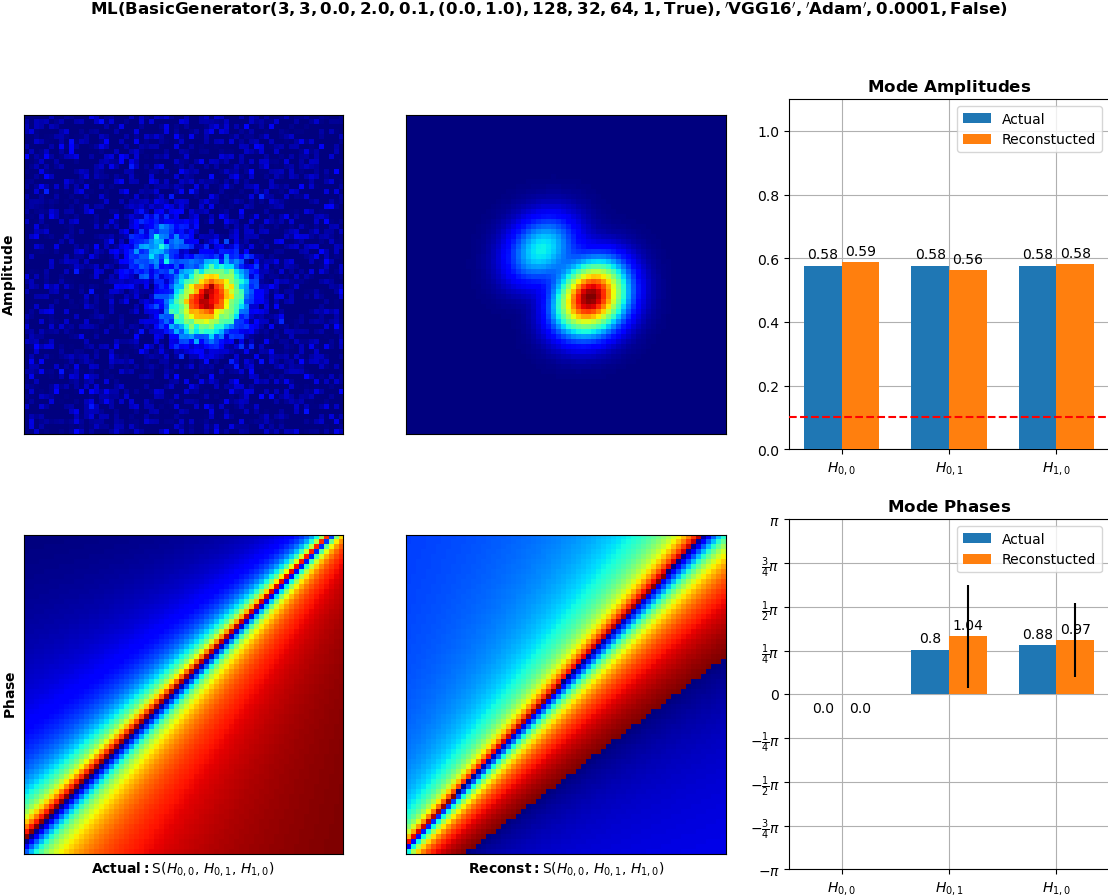 ML(BasicGenerator(3, 3, 0.0, 2.0, 0.1, (0.0, 1.0), 128, 32, 64, 1, True), 'VGG16', 'Adam', 0.0001, False)
Mode Amplitudes
Actual
Reconstucted
1.0
0.8
0.6
0.4
0.2
0.0
0.58 0.59 0.58 0.56 0.58 0.58
H0,0 H0,1 H1,0
Amplitude
Mode Phases
Actual
Reconstucted
π
3/4π
1/2π
1/4π
0
−1/4π
−1/2π
−3/4π
−π
0.0 0.0 0.8 1.04 0.88 0.97
H0,0 H0,1 H1,0
Phase
Actual: S(H0,0, H0,1, H1,0)
Reconst: S(H0,0, H0,1, H1,0)